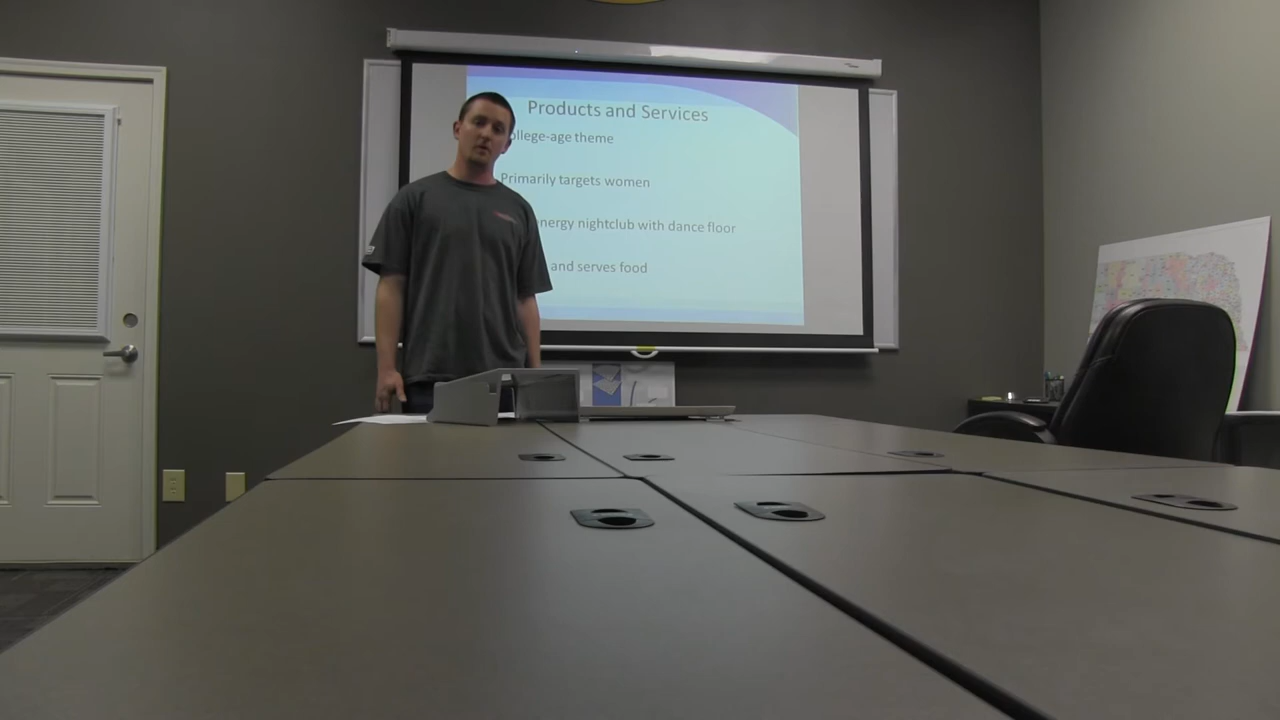 Products and Services
ollege-age theme
Primarily targets women
energy nightclub with dance floor
and serves food